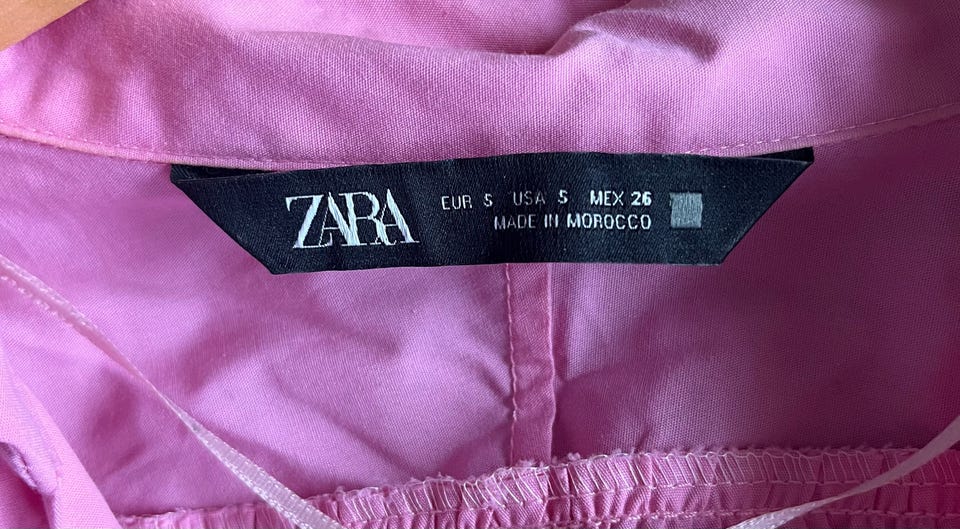 ZARA
EUR S USA S MEX 26
MADE IN MOROCCO